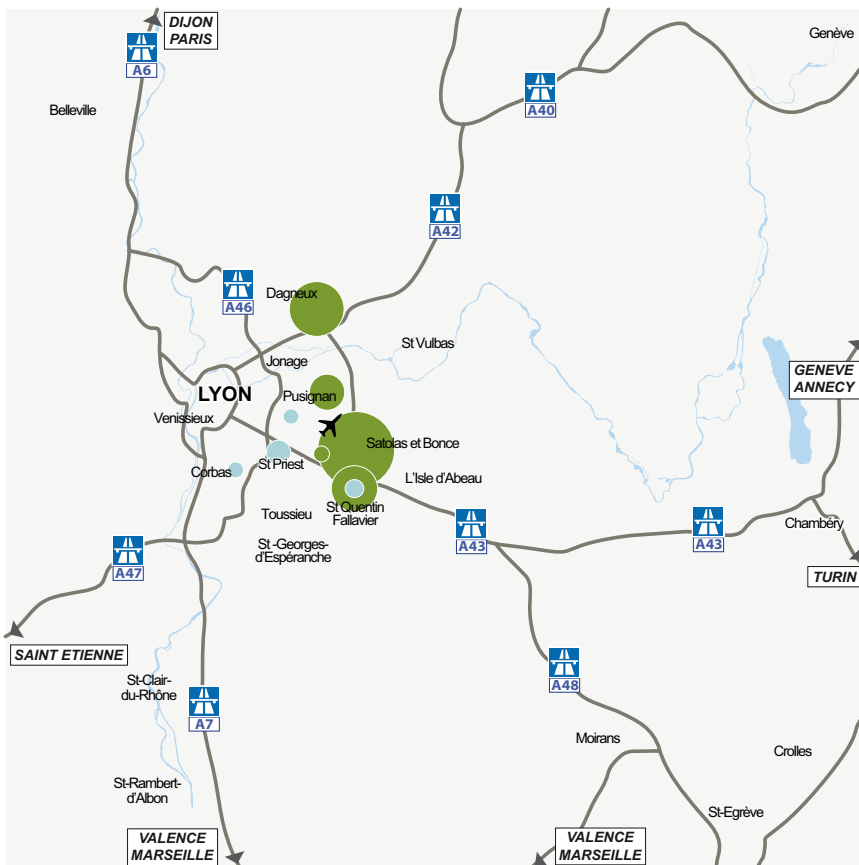 DIJON
PARIS
Genève
A6
A40
Belleville
A42
A46
Dagneux
St Vulbas
Jonage
GENEVE
ANNECY
LYON
Pusignan
Venissieux
Satolas et Bonce
St Priest
Corbas
L'Isle d'Abeau
St Quentin
Fallavier
Toussieu
A43
A43
Chambéry
St -Georges-
d'Espéranche
A47
TURIN
SAINT ETIENNE
St-Clair-
du-Rhône
A48
A7
Moirans
Crolles
St-Rambert-
d'Albon
St-Egrève
VALENCE
MARSEILLE
VALENCE
MARSEILLE